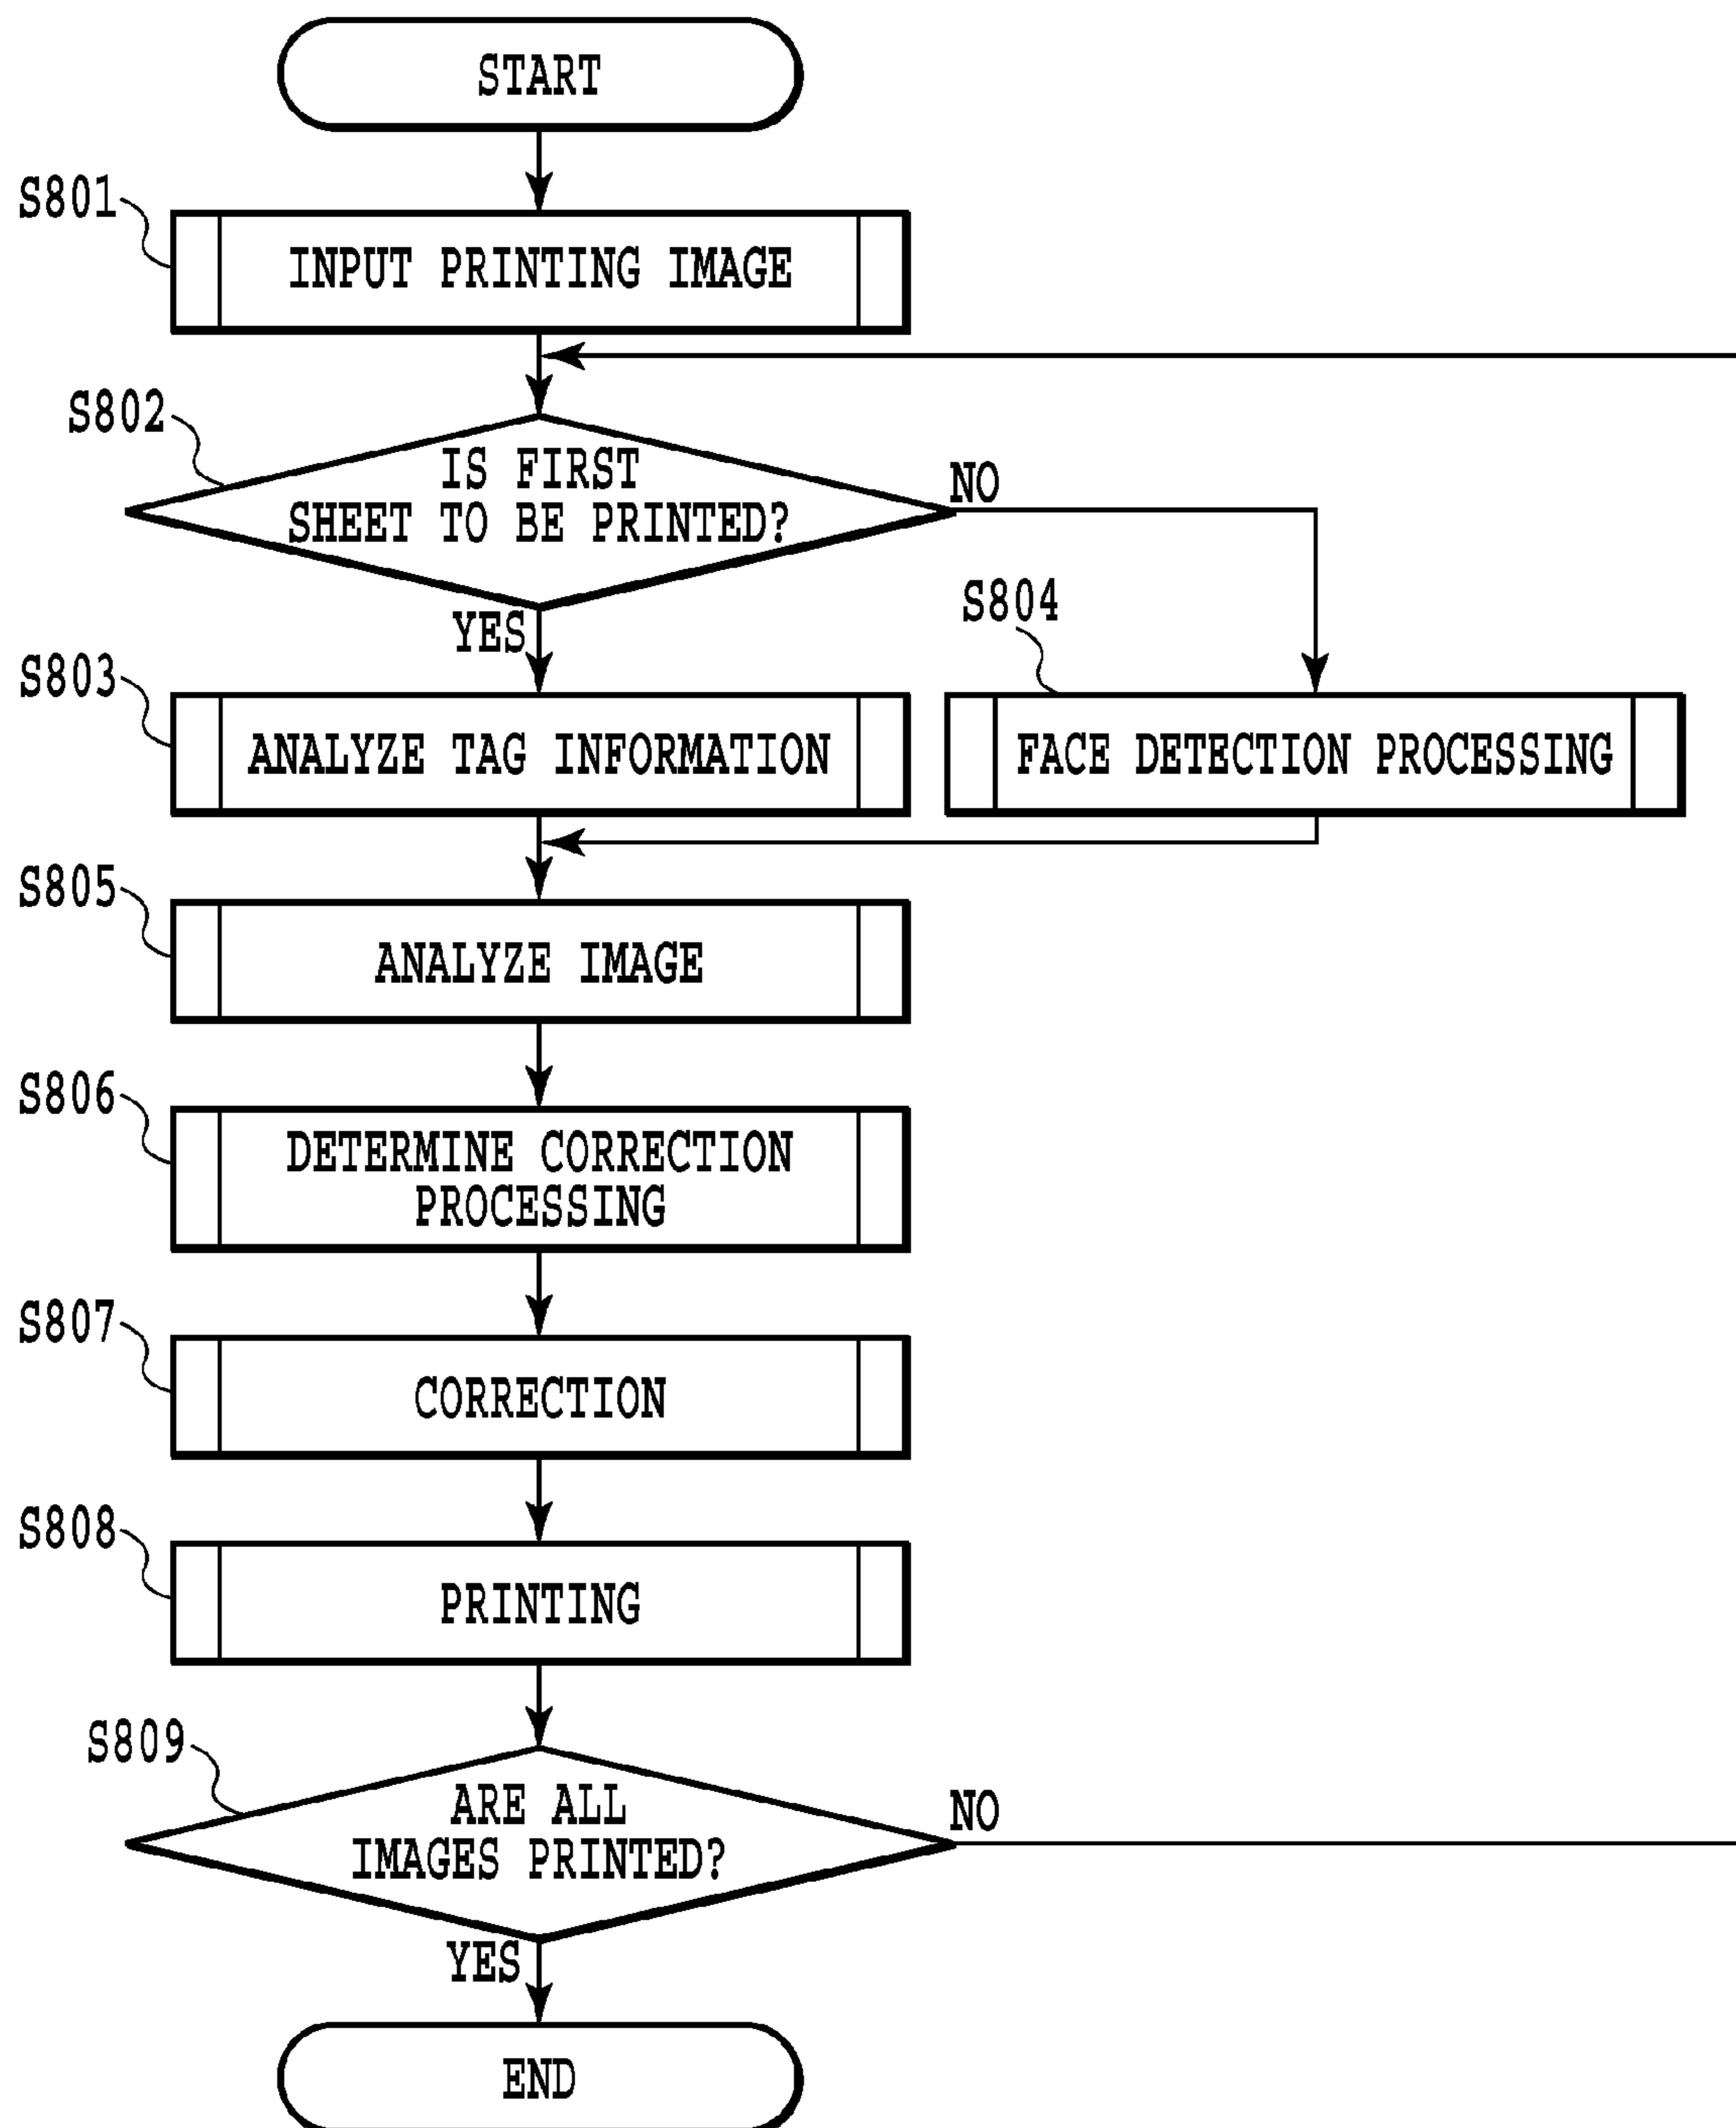 START
S801
INPUT PRINTING IMAGE
S802
IS FIRST
SHEET TO BE PRINTED?
NO
YES
S804
S803
ANALYZE TAG INFORMATION
FACE DETECTION PROCESSING
S805
ANALYZE IMAGE
S806
DETERMINE CORRECTION
PROCESSING
S807
CORRECTION
S808
PRINTING
S809
ARE ALL
IMAGES PRINTED?
NO
YES
END